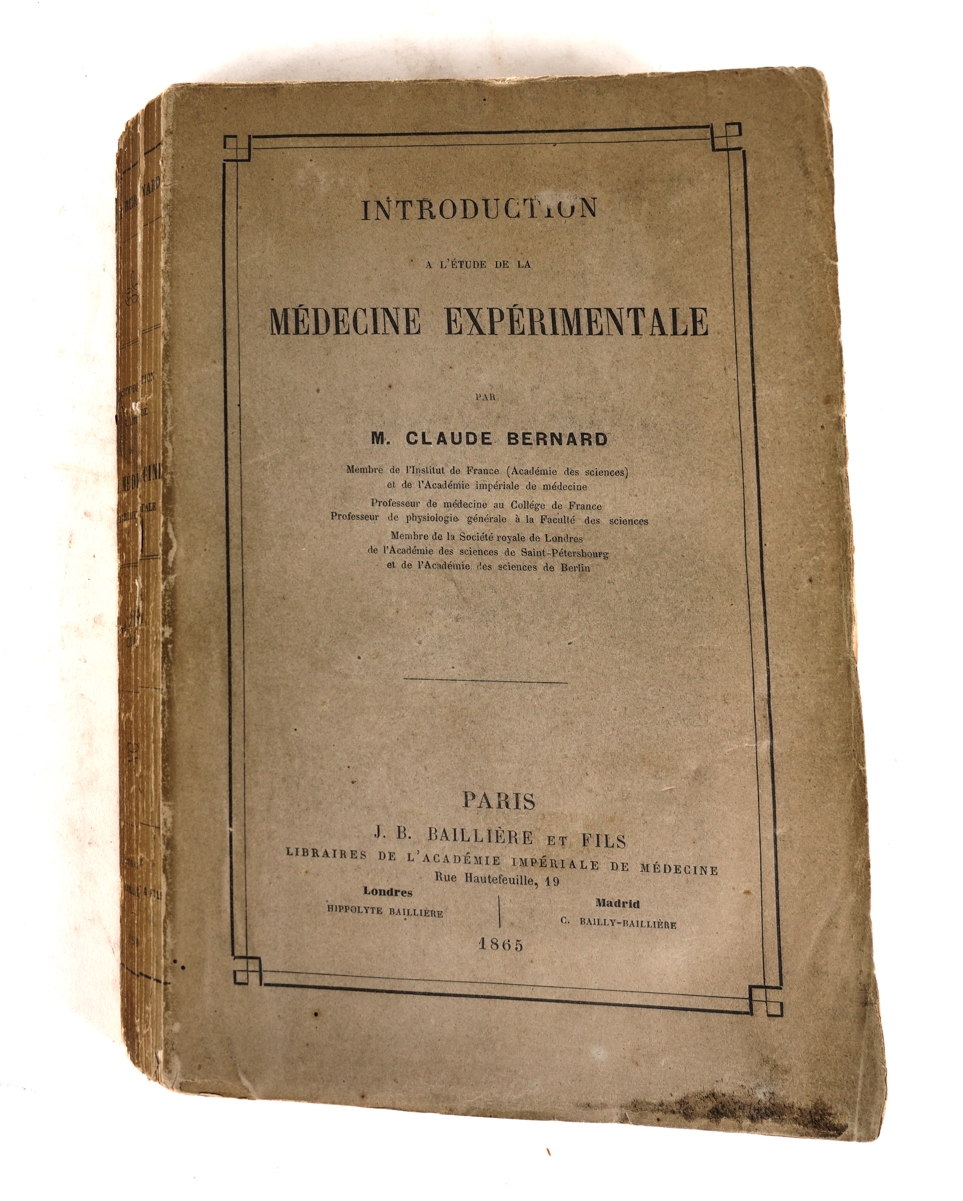 INTRODUCTION
A L'ÉTUDE DE LA
MÉDECINE EXPÉRIMENTALE
PAR
M. CLAUDE BERNARD
Membre de l'Institut de France (Académie des sciences)
et de l'Académie impériale de médecine
Professeur de médecine au Collége de France
Professeur de physiologie générale à la Faculté des sciences
Membre de la Société royale de Londres
de l'Académie des sciences de Saint-Pétersbourg
et de l'Académie des sciences de Berlin
PARIS
J. B. BAILLIÈRE ET FILS
LIBRAIRES DE L'ACADÉMIE IMPÉRIALE DE MÉDECINE
Rue Hautefeuille, 19
Londres
HIPPOLYTE BAILLIÈRE
Madrid
C. BAILLY-BAILLIÈRE
1865